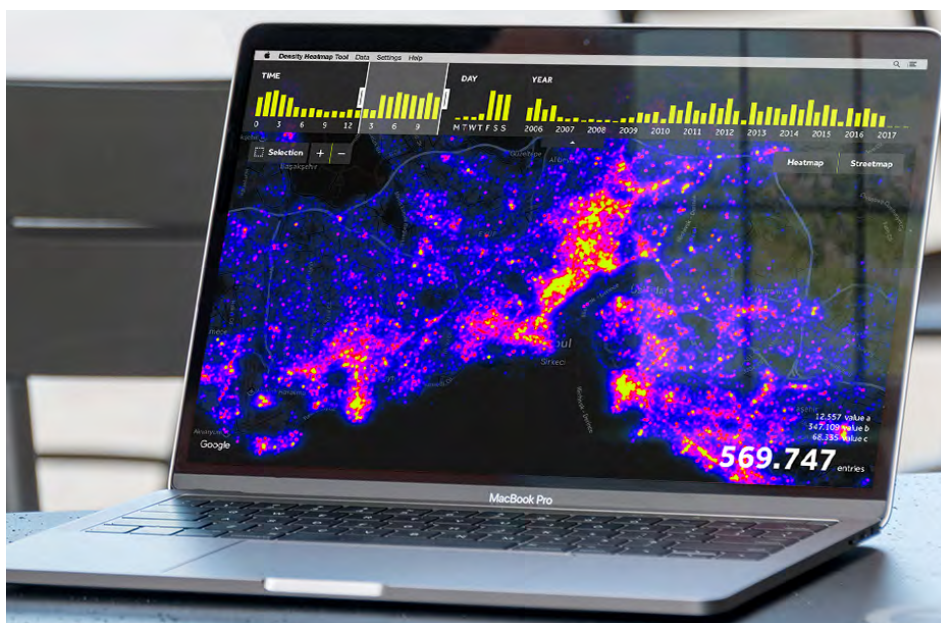 Density Heatmap Tool Data Settings Help
TIME
DAY
YEAR
0 3 6 9 12 3 6 9
M T W T F S S
2006 2007 2008 2009 2010 2011 2012 2013 2014 2015 2016 2017
Selection + −
Heatmap Streetmap
Sirkeci
12.557 value a
347.109 value b
68.335 value c
569.747 entries
Google
MacBook Pro